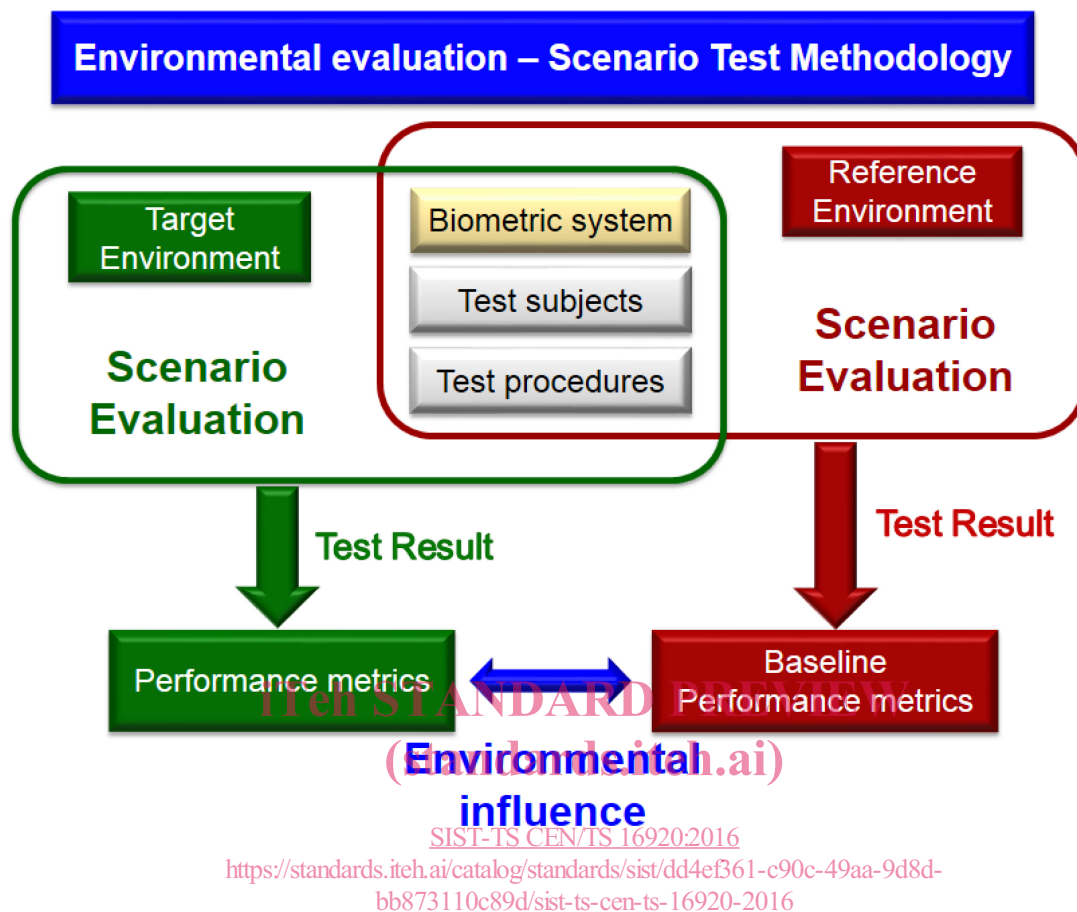 Environmental evaluation – Scenario Test Methodology
Target
Environment
Scenario
Evaluation
Biometric system
Test subjects
Test procedures
Reference
Environment
Scenario
Evaluation
Test Result
Test Result
Performance metrics
Baseline
Performance metrics
iTeh STANDARD PREVIEW
(standards.iteh.ai)
Environmental
influence
SIST-TS CEN/TS 16920:2016
https://standards.iteh.ai/catalog/standards/sist/dd4ef361-c90c-49aa-9d8d-
bb873110c89d/sist-ts-cen-ts-16920-2016